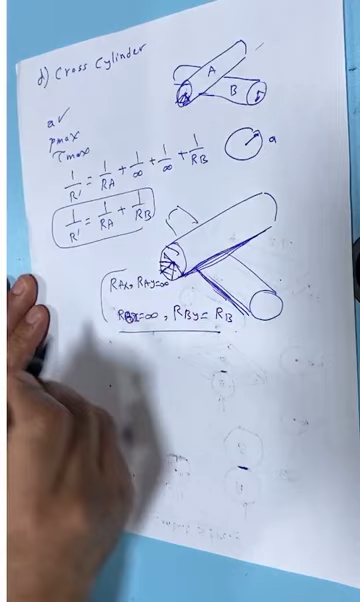 d) Cross Cylinder
A
B
a✓
Pmax
τmax
a
1/R' = 1/RA + 1/∞ + 1/∞ + 1/RB
1/R' = 1/RA + 1/RB
RAx, RAy=∞
RBx=∞, RBy = RB